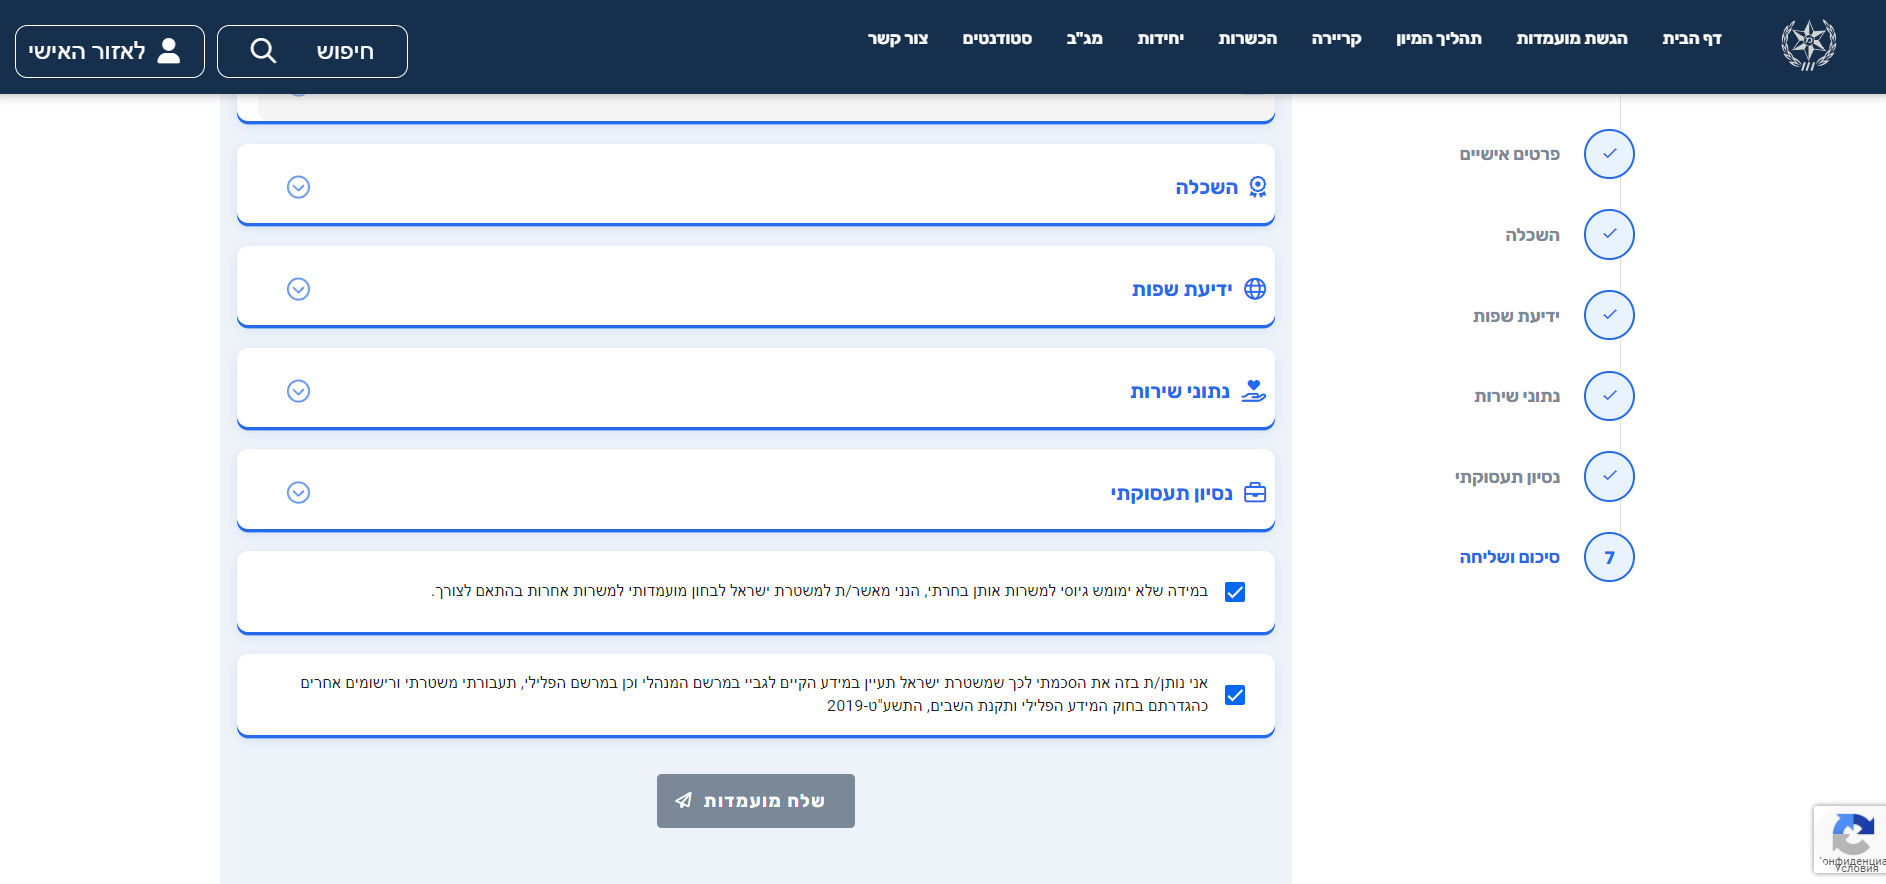 דף הבית
הגשת מועמדות
תהליך המיון
קריירה
הכשרות
יחידות
מג"ב
סטודנטים
צור קשר
חיפוש
לאזור האישי
פרטים אישיים
השכלה
ידיעת שפות
נתוני שירות
נסיון תעסוקתי
7
סיכום ושליחה
השכלה
ידיעת שפות
נתוני שירות
נסיון תעסוקתי
במידה שלא ימומש גיוסי למשרות אותן בחרתי, הנני מאשר/ת למשטרת ישראל לבחון מועמדותי למשרות אחרות בהתאם לצורך.
אני נותן/ת בזה את הסכמתי לכך שמשטרת ישראל תעיין במידע הקיים לגביי במרשם המנהלי וכן במרשם הפלילי, תעבורתי משטרתי ורישומים אחרים
כהגדרתם בחוק המידע הפלילי ותקנת השבים, התשע"ט-2019
שלח מועמדות
Условия